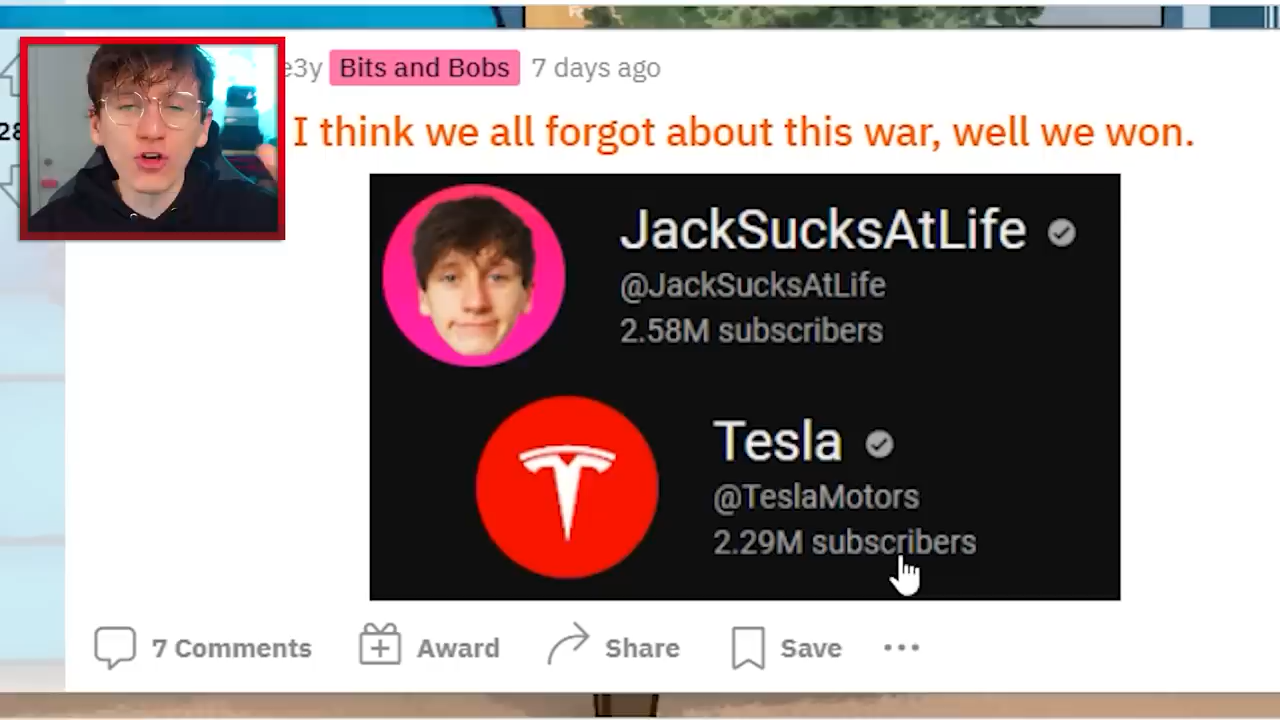 e3y Bits and Bobs 7 days ago
28
I think we all forgot about this war, well we won.
JackSucksAtLife
@JackSucksAtLife
2.58M subscribers
Tesla
@TeslaMotors
2.29M subscribers
7 Comments Award Share Save ...